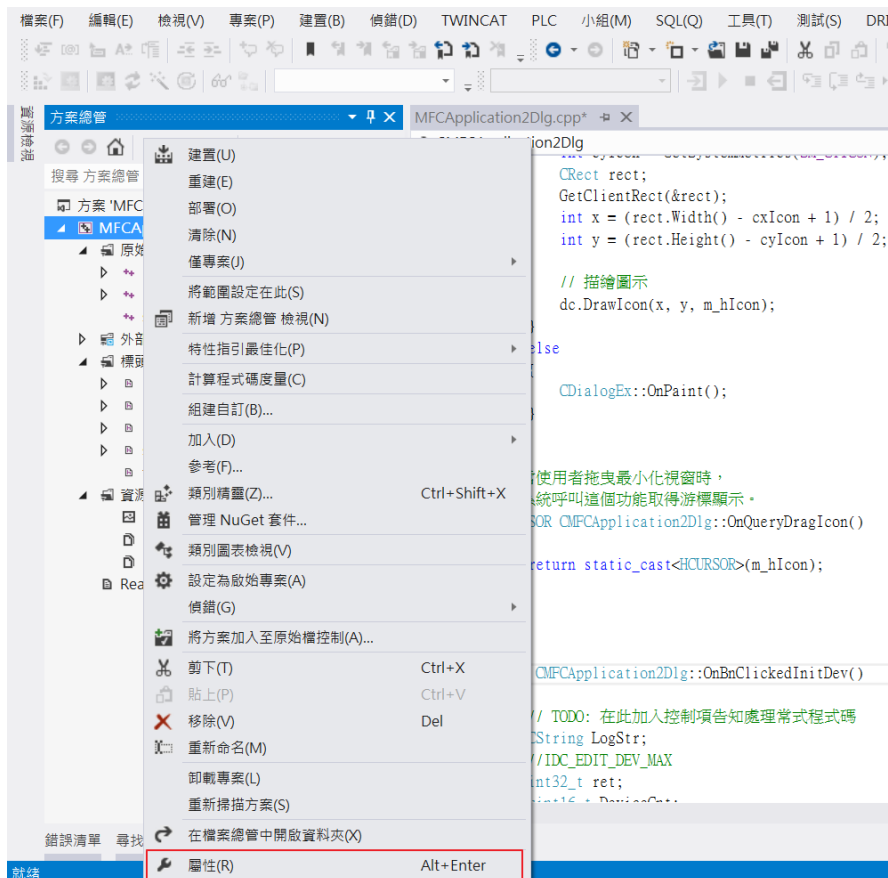 檔案(F) 編輯(E) 檢視(V) 專案(P) 建置(B) 偵錯(D) TWINCAT PLC 小組(M) SQL(Q) 工具(T) 測試(S)
資源檢視
方案總管
MFCApplication2Dlg.cpp*
搜尋 方案總管
方案 'MFC
原始
外部
標頭
資源
Rea
建置(U)
重建(E)
部署(O)
清除(N)
僅專案(J)
將範圍設定在此(S)
新增 方案總管 檢視(N)
特性指引最佳化(P)
計算程式碼度量(C)
組建自訂(B)...
加入(D)
參考(F)...
類別精靈(Z)... Ctrl+Shift+X
管理 NuGet 套件...
類別圖表檢視(V)
設定為啟始專案(A)
偵錯(G)
將方案加入至原始檔控制(A)...
剪下(T) Ctrl+X
貼上(P) Ctrl+V
移除(V) Del
重新命名(M)
卸載專案(L)
重新掃描方案(S)
在檔案總管中開啟資料夾(X)
屬性(R) Alt+Enter
ion2Dlg
CRect rect;
GetClientRect(&rect);
int x = (rect.Width() - cxIcon + 1) / 2;
int y = (rect.Height() - cyIcon + 1) / 2;
// 描繪圖示
dc.DrawIcon(x, y, m_hIcon);
}
else
{
CDialogEx::OnPaint();
}
使用者拖曳最小化視窗時，
統呼叫這個功能取得游標顯示。
SOR CMFCApplication2Dlg::OnQueryDragIcon()
return static_cast<HCURSOR>(m_hIcon);
CMFCApplication2Dlg::OnBnClickedInitDev()
// TODO: 在此加入控制項告知處理常式程式碼
CString LogStr;
//IDC_EDIT_DEV_MAX
int32_t ret;
錯誤清單 尋找
就緒